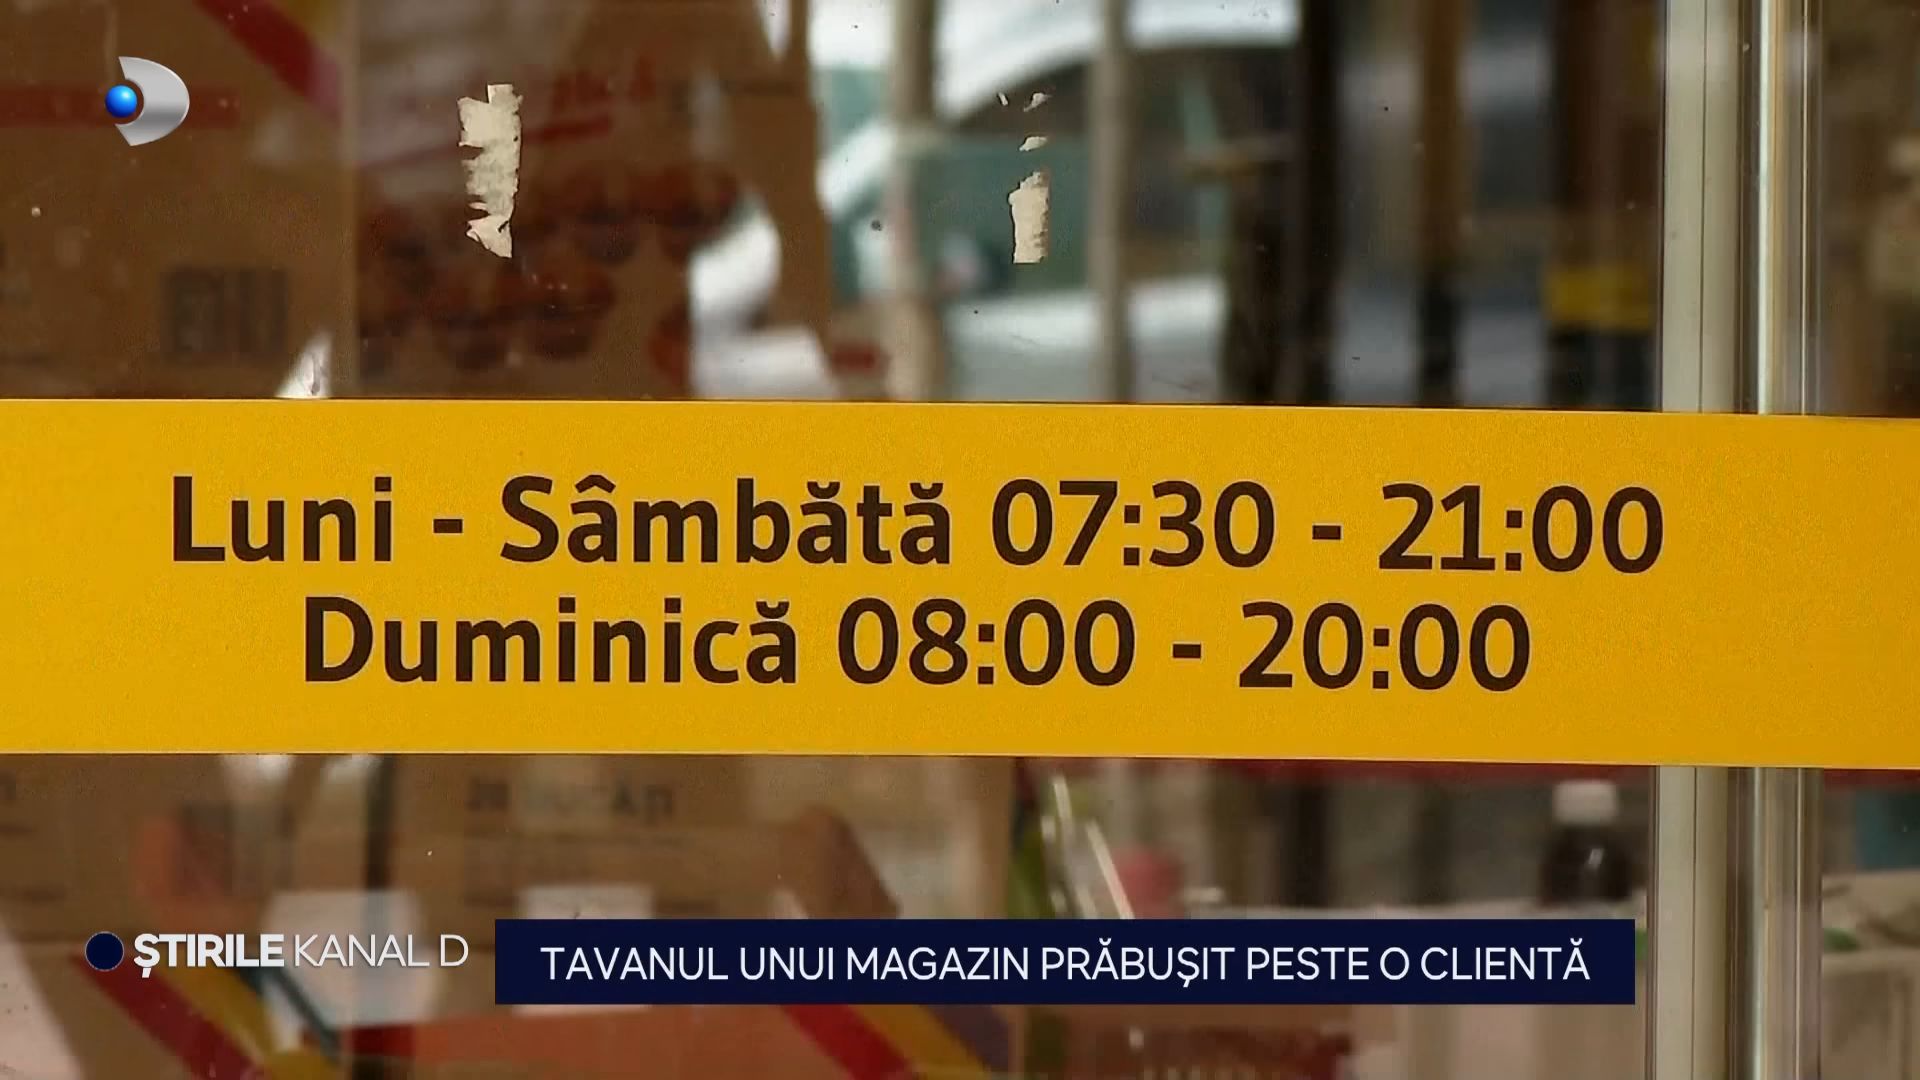 Luni - Sâmbătă 07:30 - 21:00
Duminică 08:00 - 20:00
ȘTIRILE KANAL D
TAVANUL UNUI MAGAZIN PRĂBUȘIT PESTE O CLIENTĂ